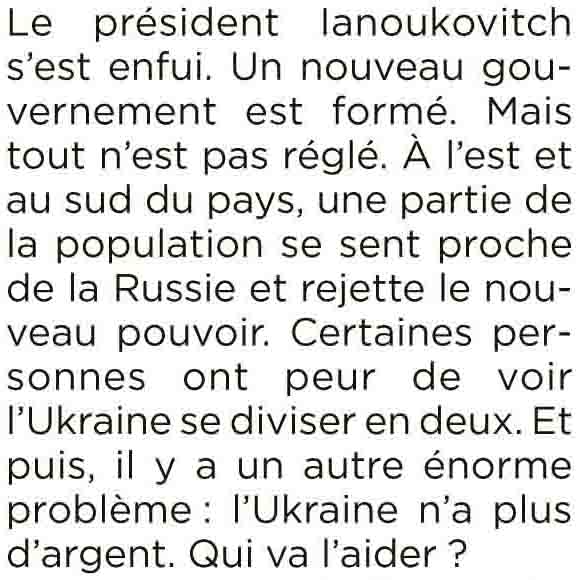 Le président Ianoukovitch
s’est enfui. Un nouveau gou-
vernement est formé. Mais
tout n’est pas réglé. À l’est et
au sud du pays, une partie de
la population se sent proche
de la Russie et rejette le nou-
veau pouvoir. Certaines per-
sonnes ont peur de voir
l’Ukraine se diviser en deux. Et
puis, il y a un autre énorme
problème : l’Ukraine n’a plus
d’argent. Qui va l’aider ?